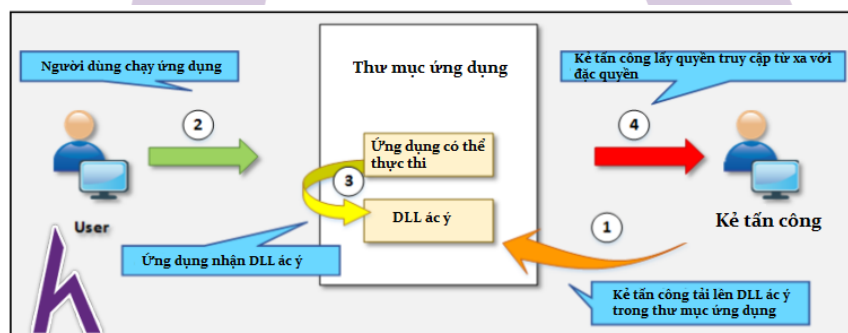 Người dùng chạy ứng dụng
Thư mục ứng dụng
Kẻ tấn công lấy quyền truy cập từ xa với
đặc quyền
2
4
Ứng dụng có thể
thực thi
3
DLL ác ý
User
Kẻ tấn công
1
Ứng dụng nhận DLL ác ý
Kẻ tấn công tải lên DLL ác ý
trong thư mục ứng dụng